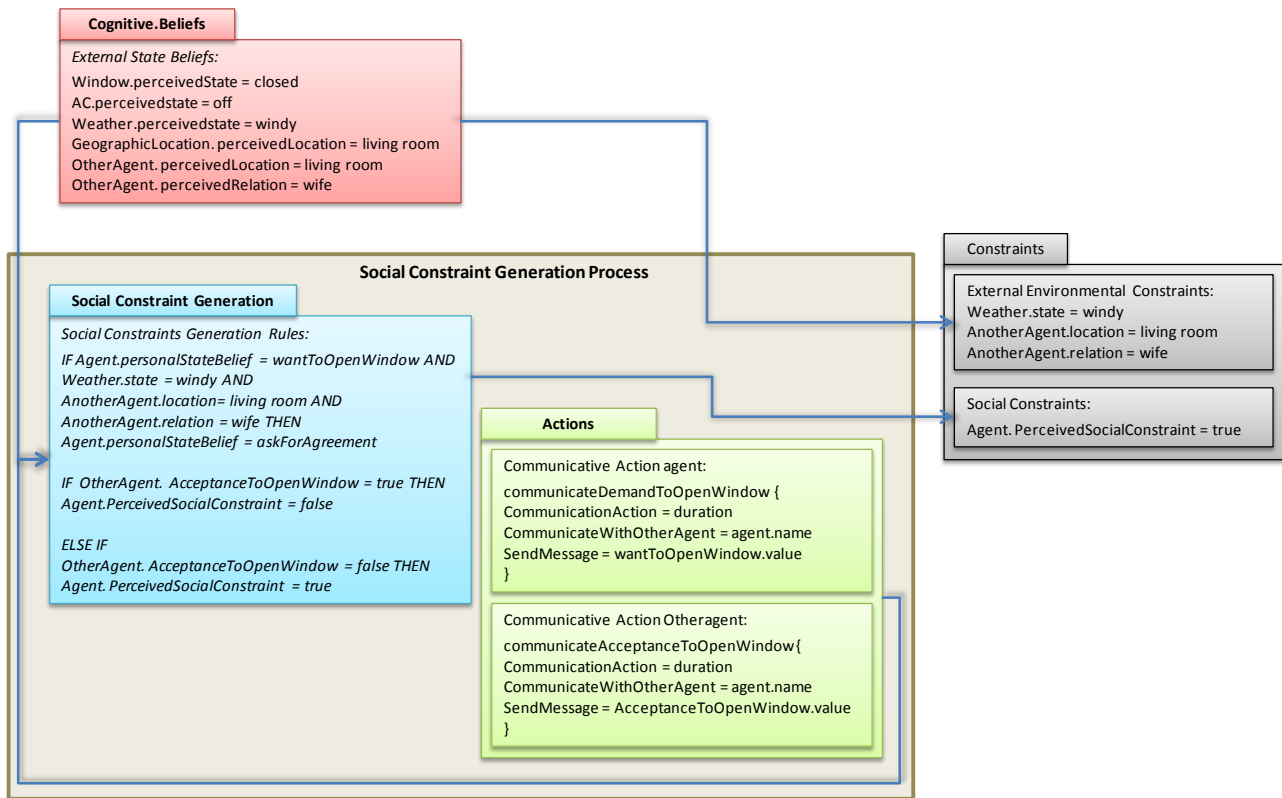 Cognitive.Beliefs
External State Beliefs:
Window.perceivedState = closed
AC.perceivedstate = off
Weather.perceivedstate = windy
GeographicLocation. perceivedLocation = living room
OtherAgent. perceivedLocation = living room
OtherAgent. perceivedRelation = wife
Social Constraint Generation Process
Social Constraint Generation
Social Constraints Generation Rules:
IF Agent.personalStateBelief = wantToOpenWindow AND
Weather.state = windy AND
AnotherAgent.location= living room AND
AnotherAgent.relation = wife THEN
Agent.personalStateBelief = askForAgreement
IF OtherAgent. AcceptanceToOpenWindow = true THEN
Agent.PerceivedSocialConstraint = false
ELSE IF
OtherAgent. AcceptanceToOpenWindow = false THEN
Agent. PerceivedSocialConstraint = true
Actions
Communicative Action agent:
communicateDemandToOpenWindow {
CommunicationAction = duration
CommunicateWithOtherAgent = agent.name
SendMessage = wantToOpenWindow.value
}
Communicative Action Otheragent:
communicateAcceptanceToOpenWindow{
CommunicationAction = duration
CommunicateWithOtherAgent = agent.name
SendMessage = AcceptanceToOpenWindow.value
}
Constraints
External Environmental Constraints:
Weather.state = windy
AnotherAgent.location = living room
AnotherAgent.relation = wife
Social Constraints:
Agent. PerceivedSocialConstraint = true